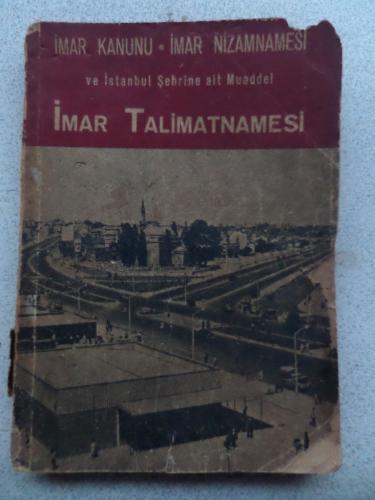 İMAR KANUNU • İMAR NİZAMNAMESİ
ve İstanbul Şehrine ait Muaddel
İMAR TALİMATNAMESİ